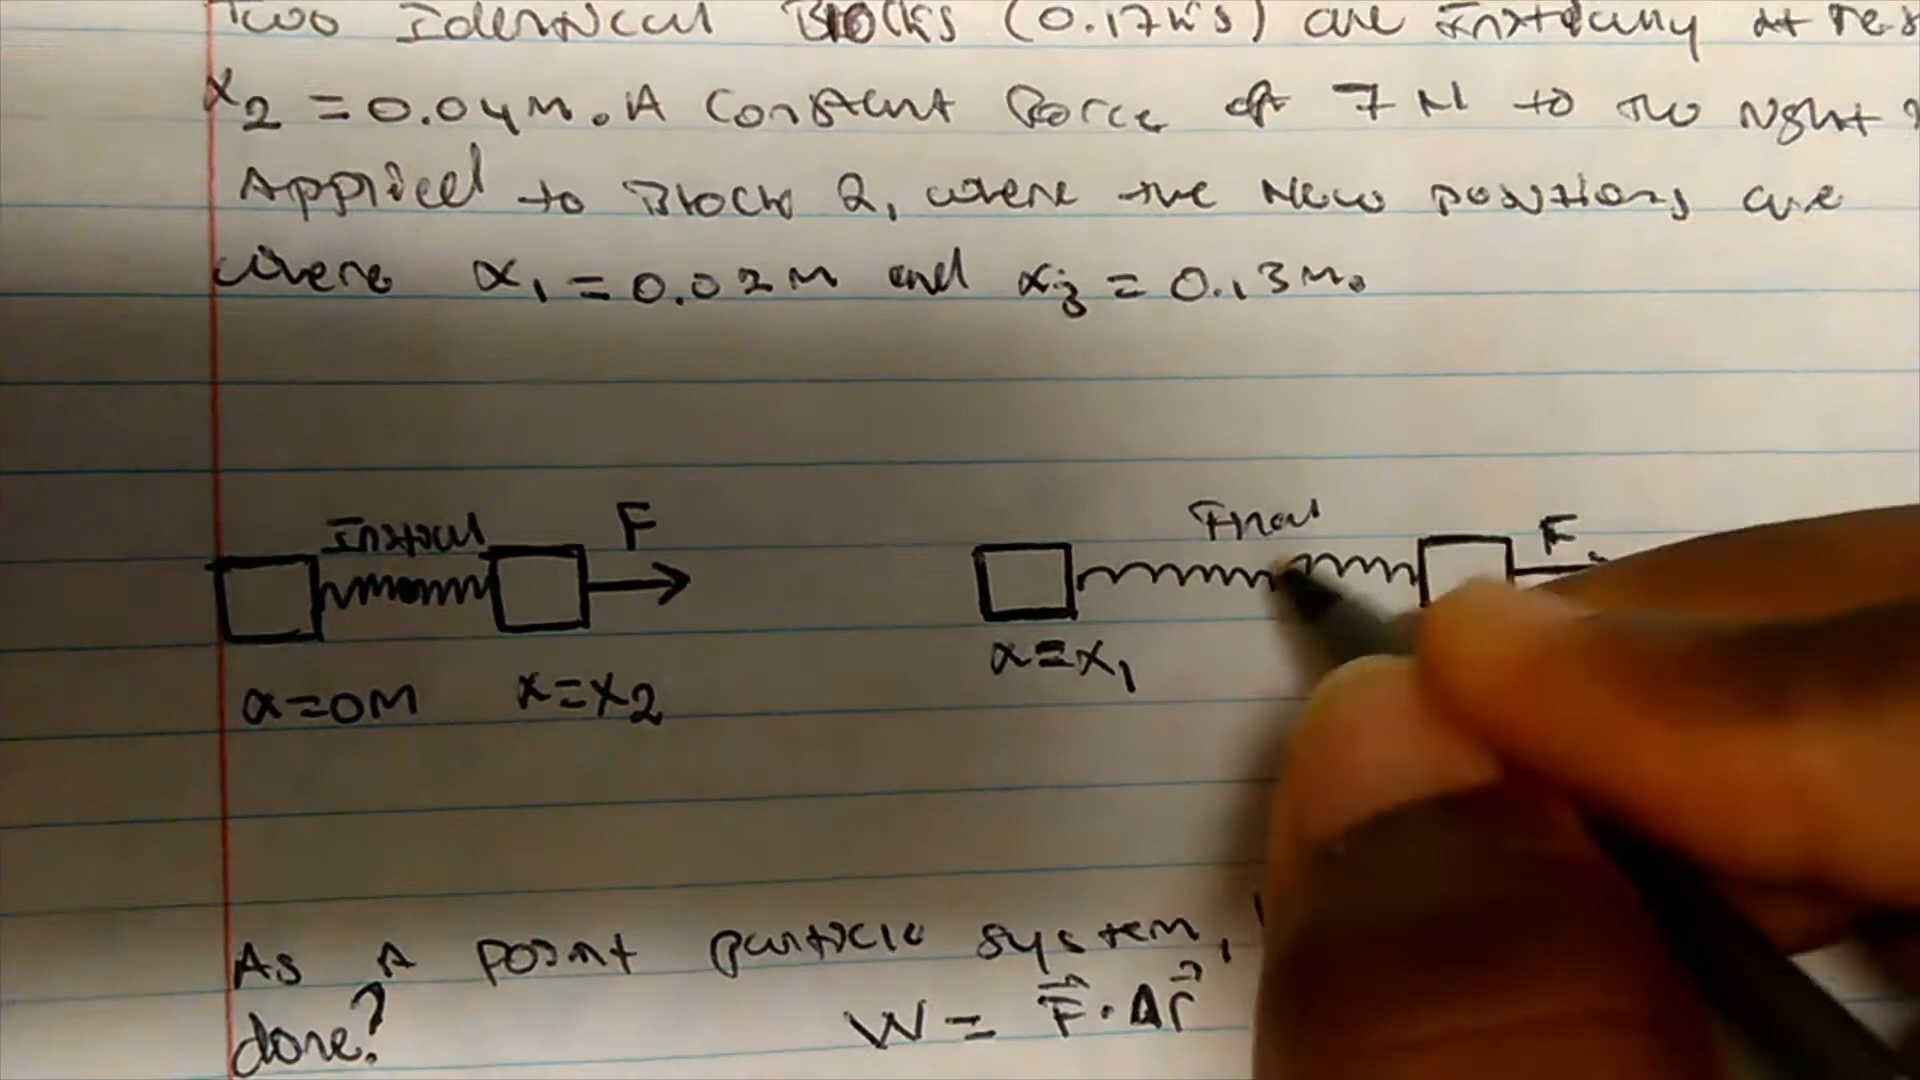 Two Identical Blocks (0.17kg) are Initially at res
x2 = 0.04m. A Constant Force of 7 N to the right
Applied to Block 2, where the New positions are
where x1 = 0.02m and x3 = 0.13m.
Initial F
x=0m x=x2
Final F
x=x1
As A point particle system,
done? W = F⃗ · Δr⃗